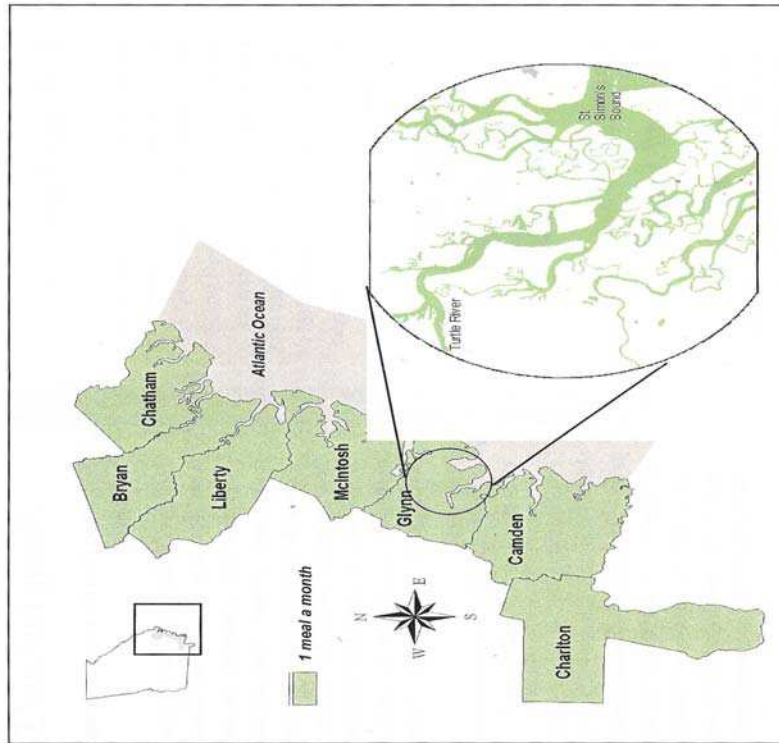 Bryan
Chatham
Liberty
Atlantic Ocean
McIntosh
Glynn
Camden
Charlton
1 meal a month
N
E
S
W
Turtle River
St.
Simon's
Sound